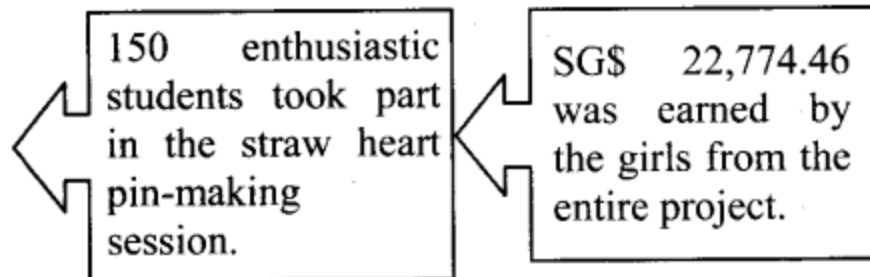 150 enthusiastic
students took part
in the straw heart
pin-making
session.
SG$ 22,774.46
was earned by
the girls from the
entire project.